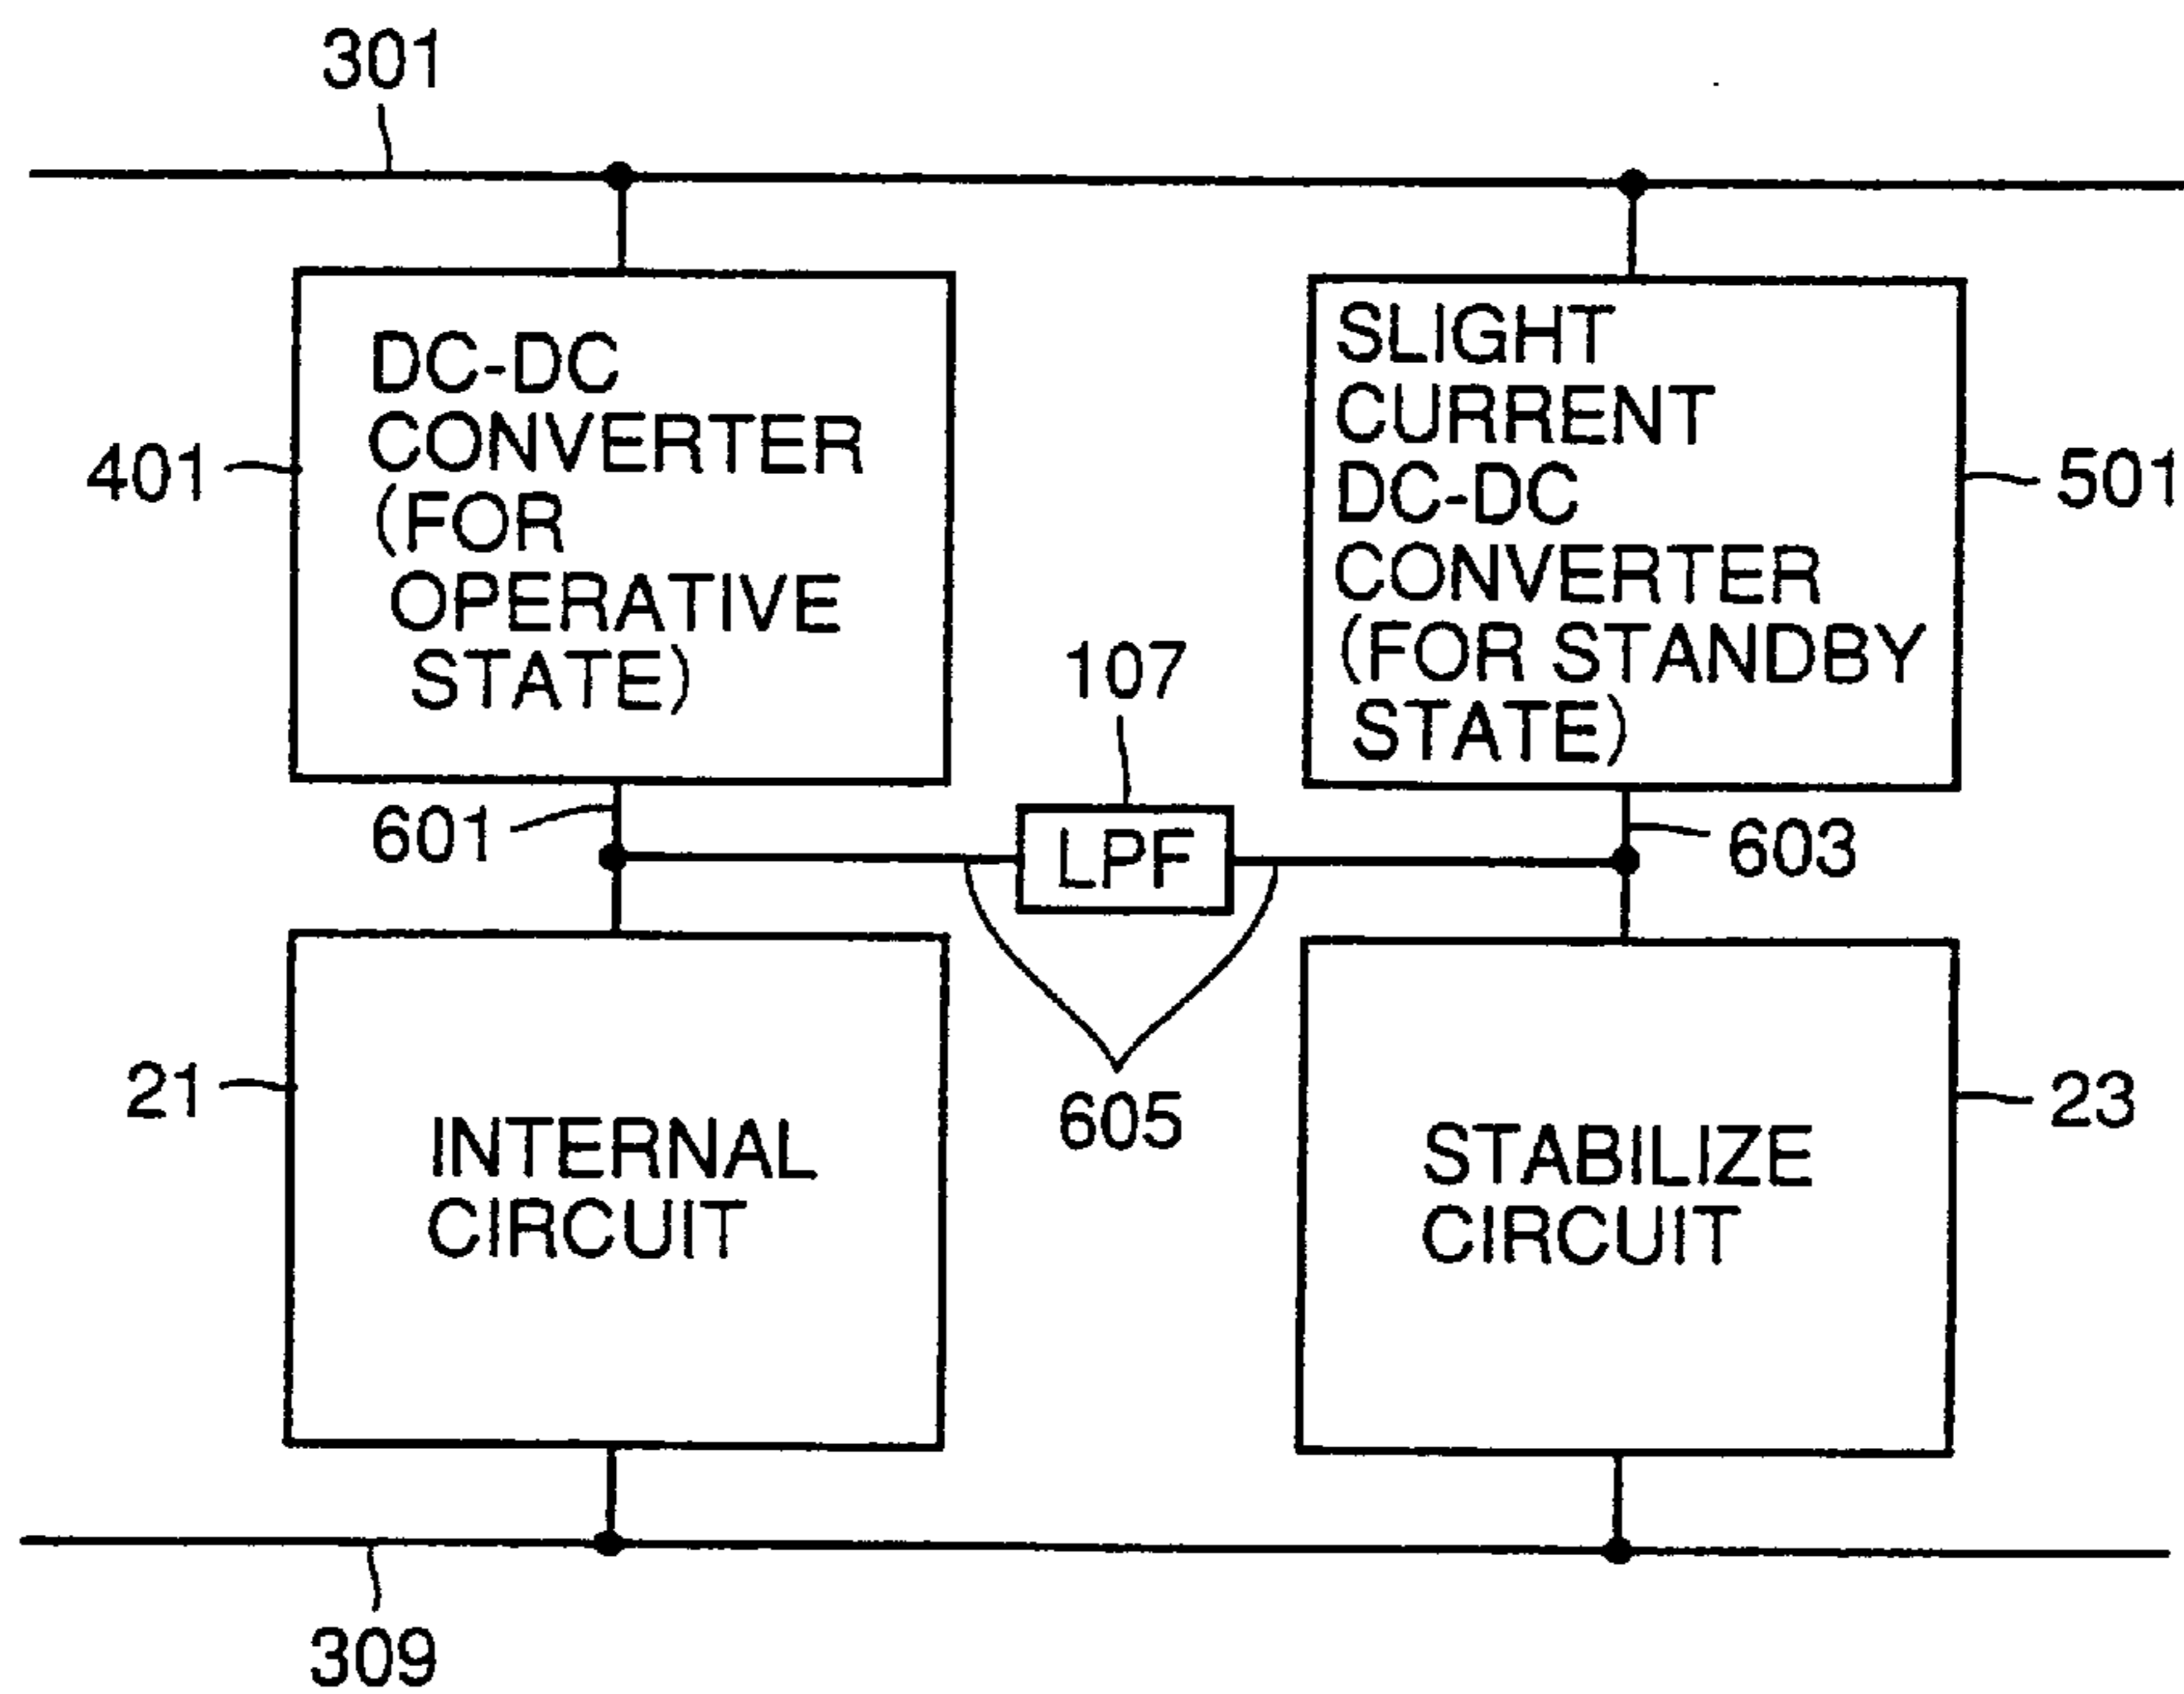 301
DC-DC
CONVERTER
(FOR
OPERATIVE
STATE)
401
SLIGHT
CURRENT
DC-DC
CONVERTER
(FOR STANDBY
STATE)
501
107
LPF
601
603
605
21
INTERNAL
CIRCUIT
STABILIZE
CIRCUIT
23
309